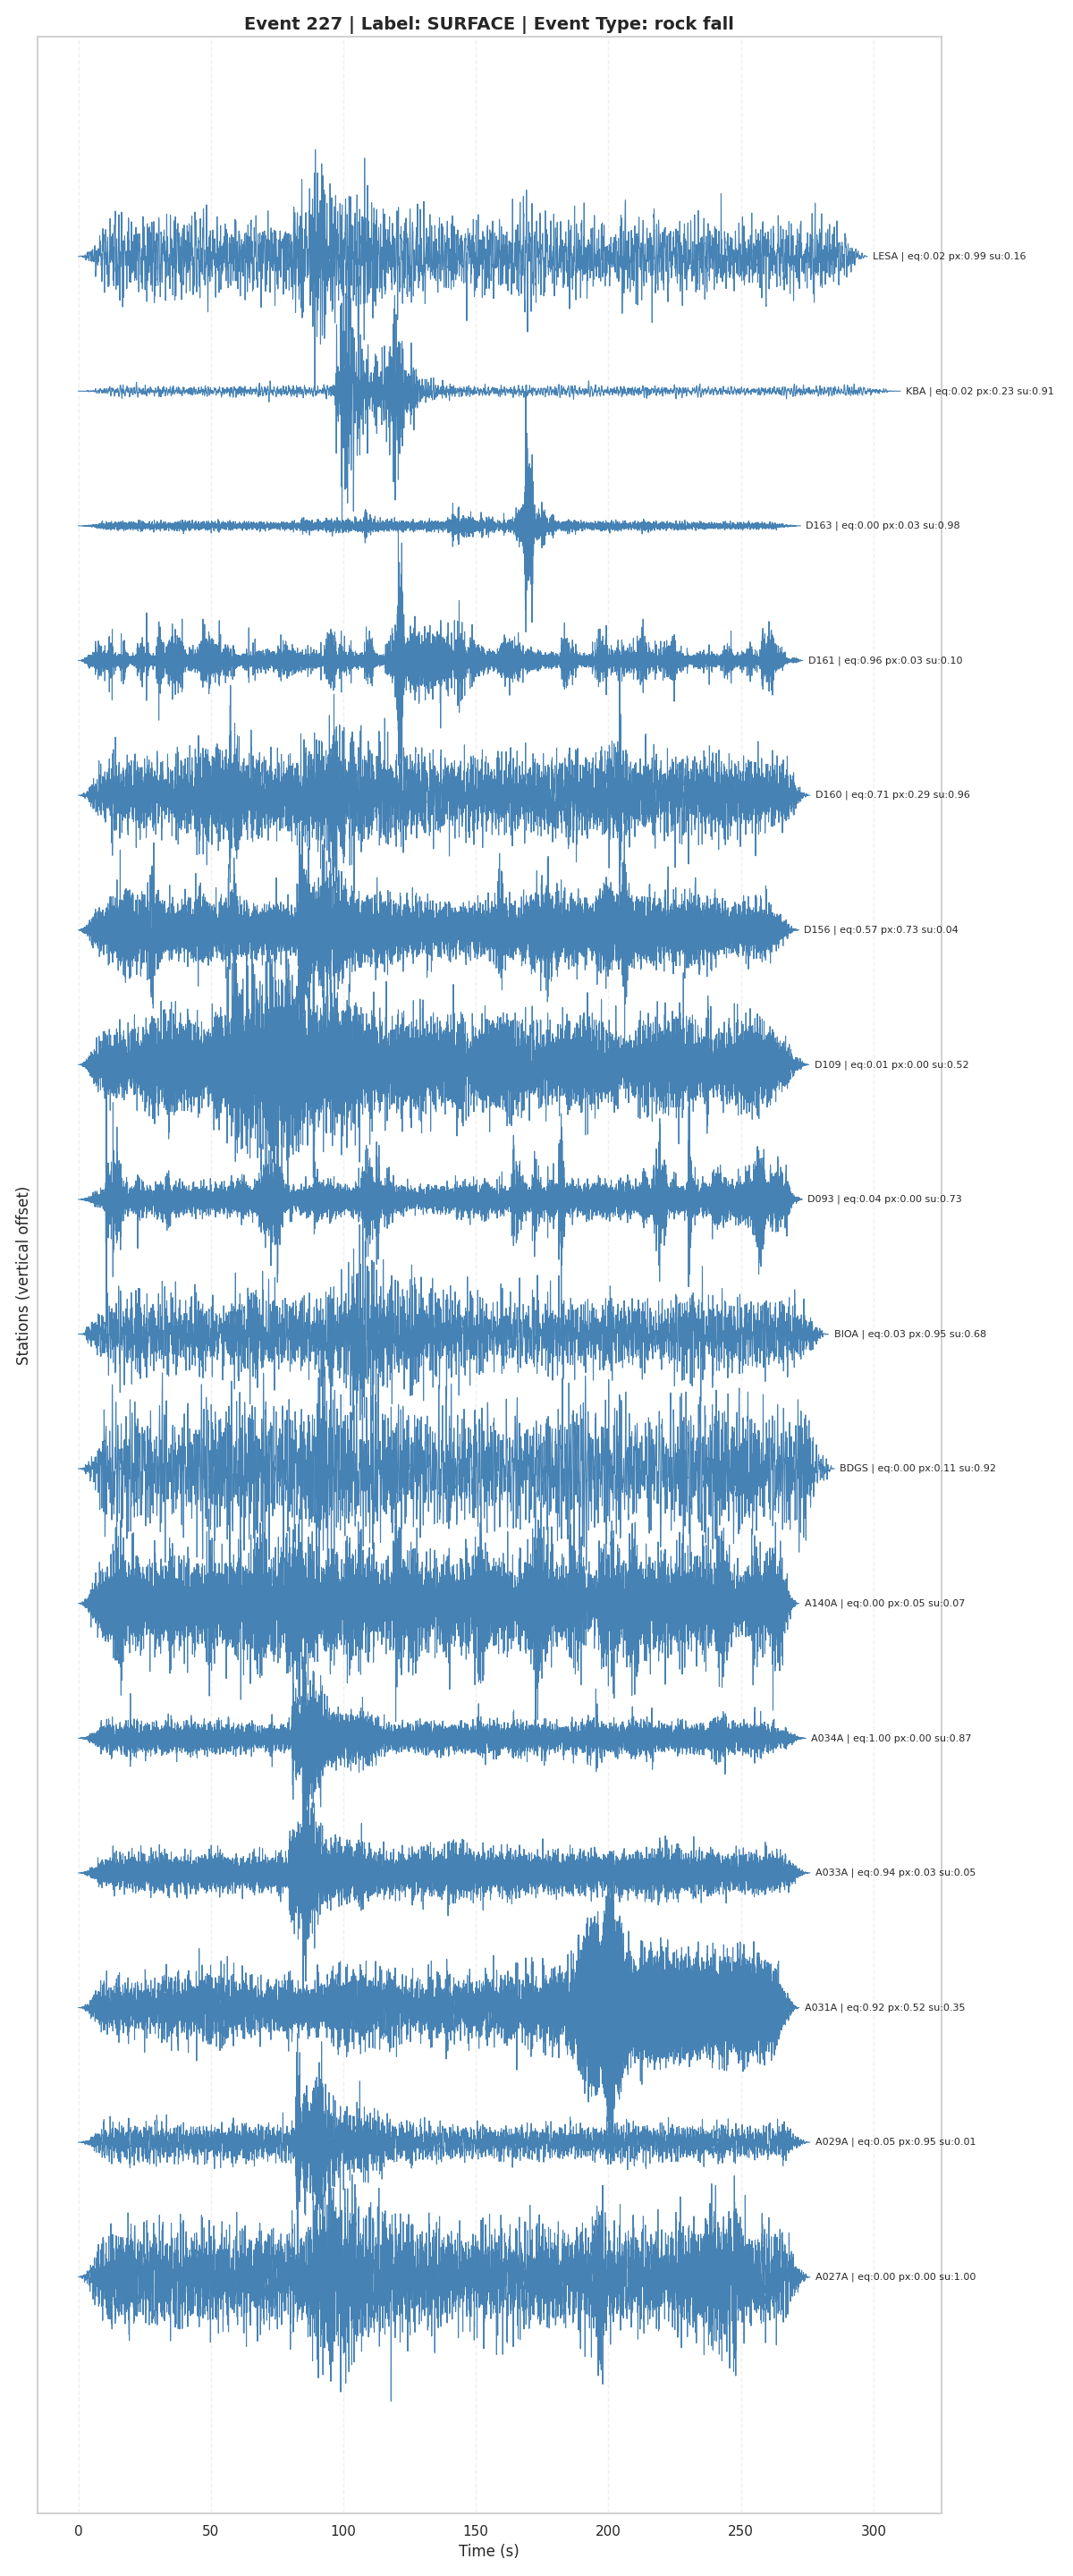 Event 227 | Label: SURFACE | Event Type: rock fall
LESA | eq:0.02 px:0.99 su:0.16
KBA | eq:0.02 px:0.23 su:0.91
D163 | eq:0.00 px:0.03 su:0.98
D161 | eq:0.96 px:0.03 su:0.10
D160 | eq:0.71 px:0.29 su:0.96
D156 | eq:0.57 px:0.73 su:0.04
D109 | eq:0.01 px:0.00 su:0.52
D093 | eq:0.04 px:0.00 su:0.73
BIOA | eq:0.03 px:0.95 su:0.68
BDGS | eq:0.00 px:0.11 su:0.92
A140A | eq:0.00 px:0.05 su:0.07
A034A | eq:1.00 px:0.00 su:0.87
A033A | eq:0.94 px:0.03 su:0.05
A031A | eq:0.92 px:0.52 su:0.35
A029A | eq:0.05 px:0.95 su:0.01
A027A | eq:0.00 px:0.00 su:1.00
Stations (vertical offset)
0 50 100 150 200 250 300
Time (s)